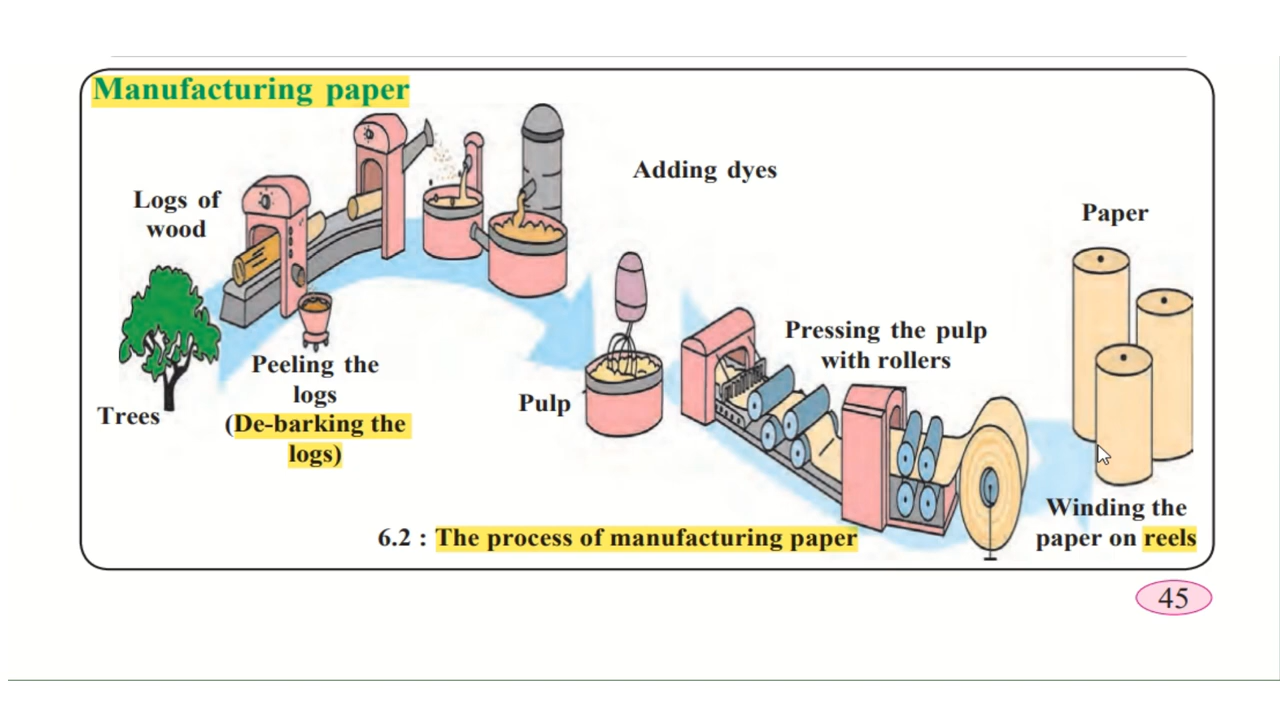 Manufacturing paper
Logs of
wood
Adding dyes
Paper
Trees
Peeling the
logs
(De-barking the
logs)
Pulp
Pressing the pulp
with rollers
Winding the
paper on reels
6.2 : The process of manufacturing paper
45